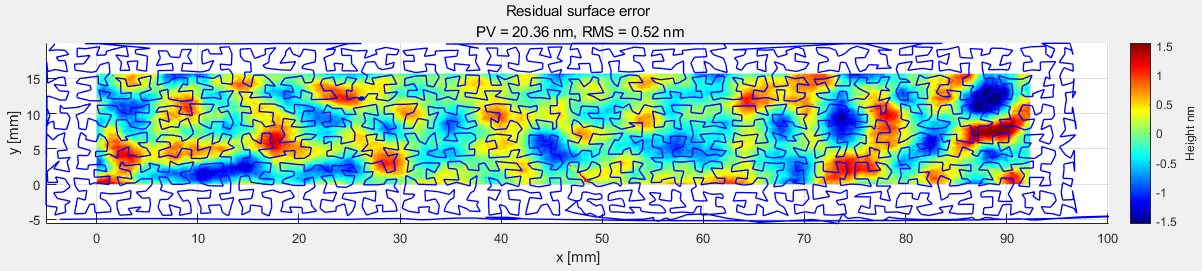 Residual surface error
PV = 20.36 nm, RMS = 0.52 nm
y [mm]
15
10
5
0
-5
0 10 20 30 40 50 60 70 80 90 100
x [mm]
1.5
1
0.5
0
-0.5
-1
-1.5
Height nm